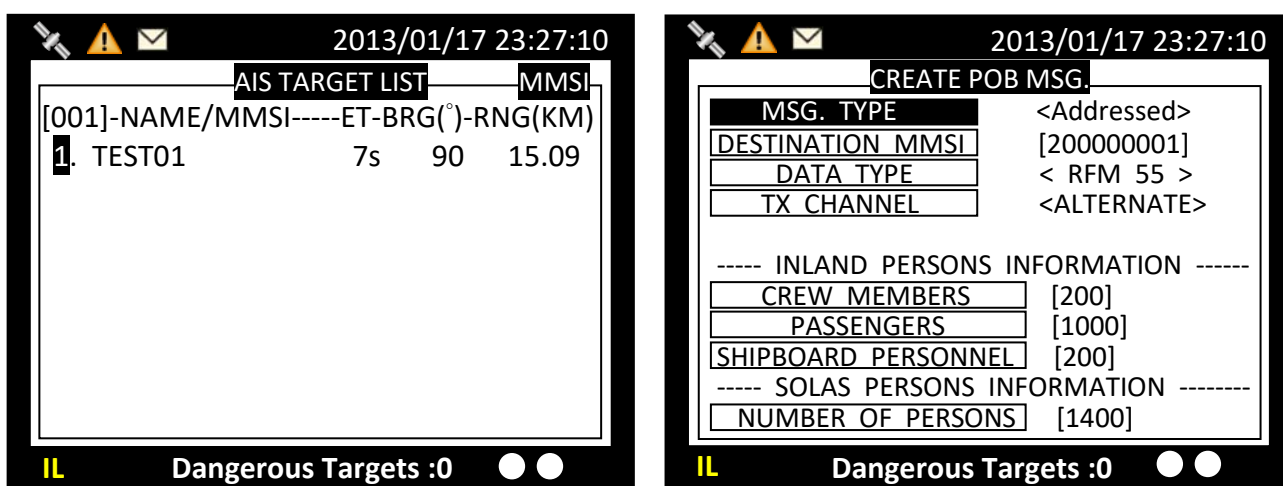 2013/01/17 23:27:10
AIS TARGET LIST MMSI
[001]-NAME/MMSI-----ET-BRG(°)-RNG(KM)
1. TEST01 7s 90 15.09
IL Dangerous Targets :0
2013/01/17 23:27:10
CREATE POB MSG.
MSG. TYPE <Addressed>
DESTINATION MMSI [200000001]
DATA TYPE < RFM 55 >
TX CHANNEL <ALTERNATE>
----- INLAND PERSONS INFORMATION ------
CREW MEMBERS [200]
PASSENGERS [1000]
SHIPBOARD PERSONNEL [200]
----- SOLAS PERSONS INFORMATION --------
NUMBER OF PERSONS [1400]
IL Dangerous Targets :0